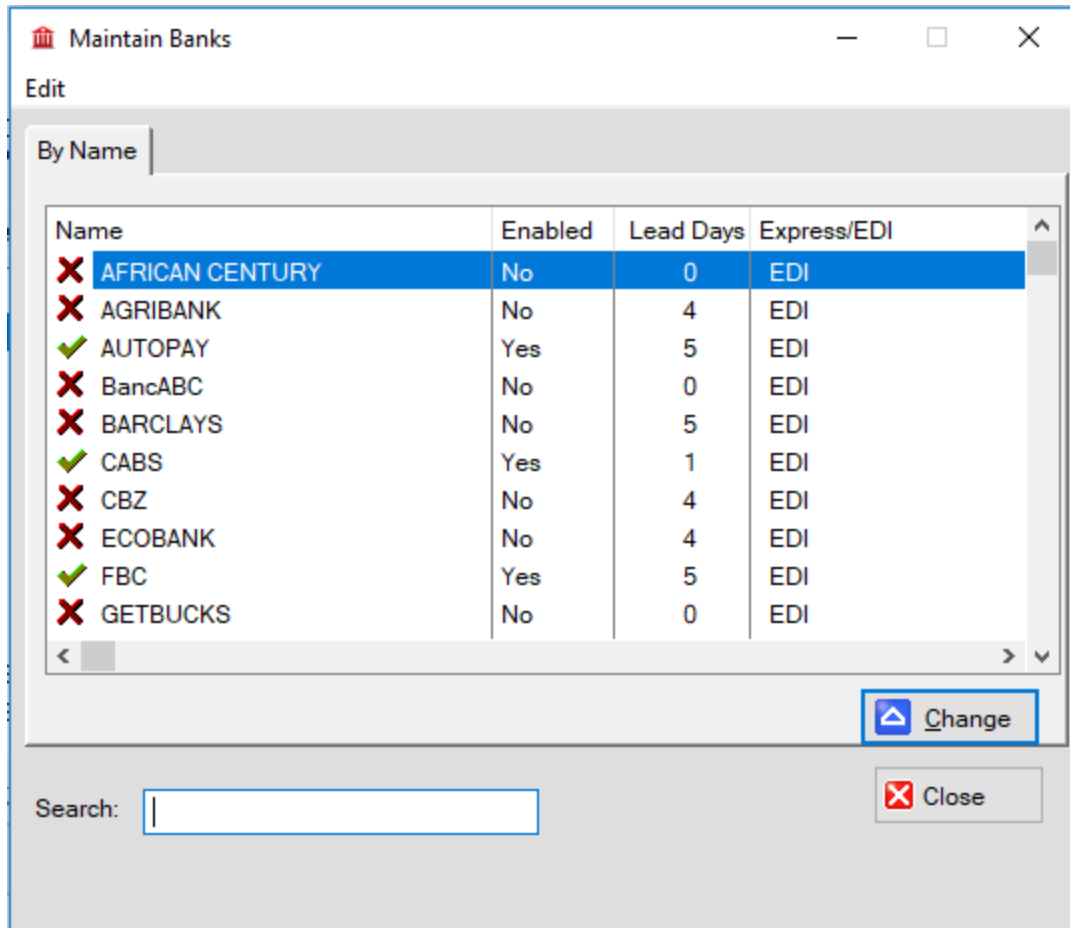 Maintain Banks
Edit
By Name
Name Enabled Lead Days Express/EDI
AFRICAN CENTURY No 0 EDI
AGRIBANK No 4 EDI
AUTOPAY Yes 5 EDI
BancABC No 0 EDI
BARCLAYS No 5 EDI
CABS Yes 1 EDI
CBZ No 4 EDI
ECOBANK No 4 EDI
FBC Yes 5 EDI
GETBUCKS No 0 EDI
Change
Search:
Close